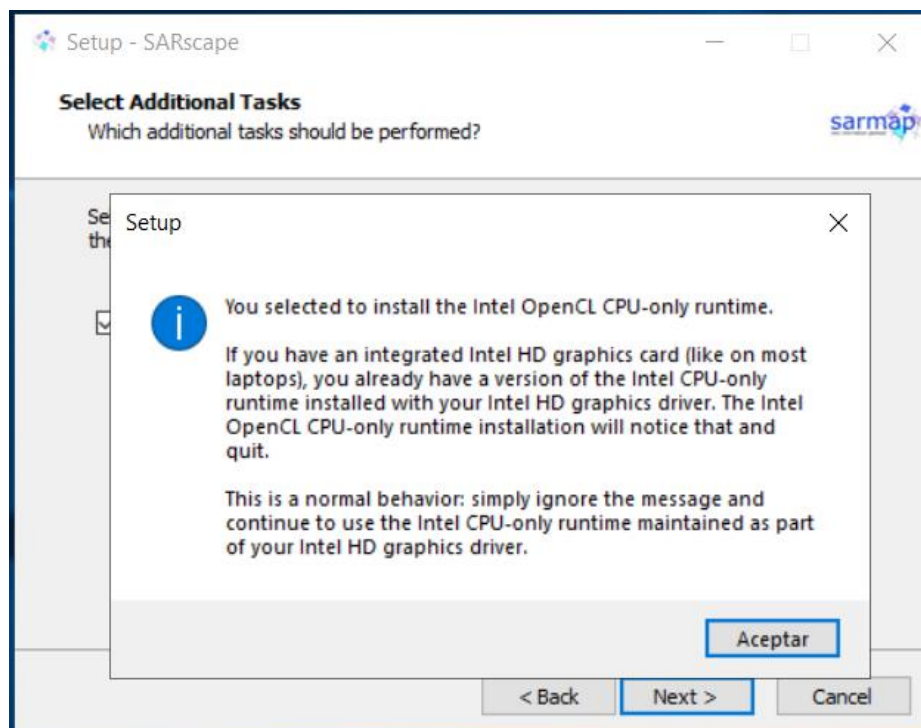 Setup - SARscape
Select Additional Tasks
Which additional tasks should be performed?
sarmap
Se
the
Setup
You selected to install the Intel OpenCL CPU-only runtime.
If you have an integrated Intel HD graphics card (like on most
laptops), you already have a version of the Intel CPU-only
runtime installed with your Intel HD graphics driver. The Intel
OpenCL CPU-only runtime installation will notice that and
quit.
This is a normal behavior: simply ignore the message and
continue to use the Intel CPU-only runtime maintained as part
of your Intel HD graphics driver.
Aceptar
< Back
Next >
Cancel